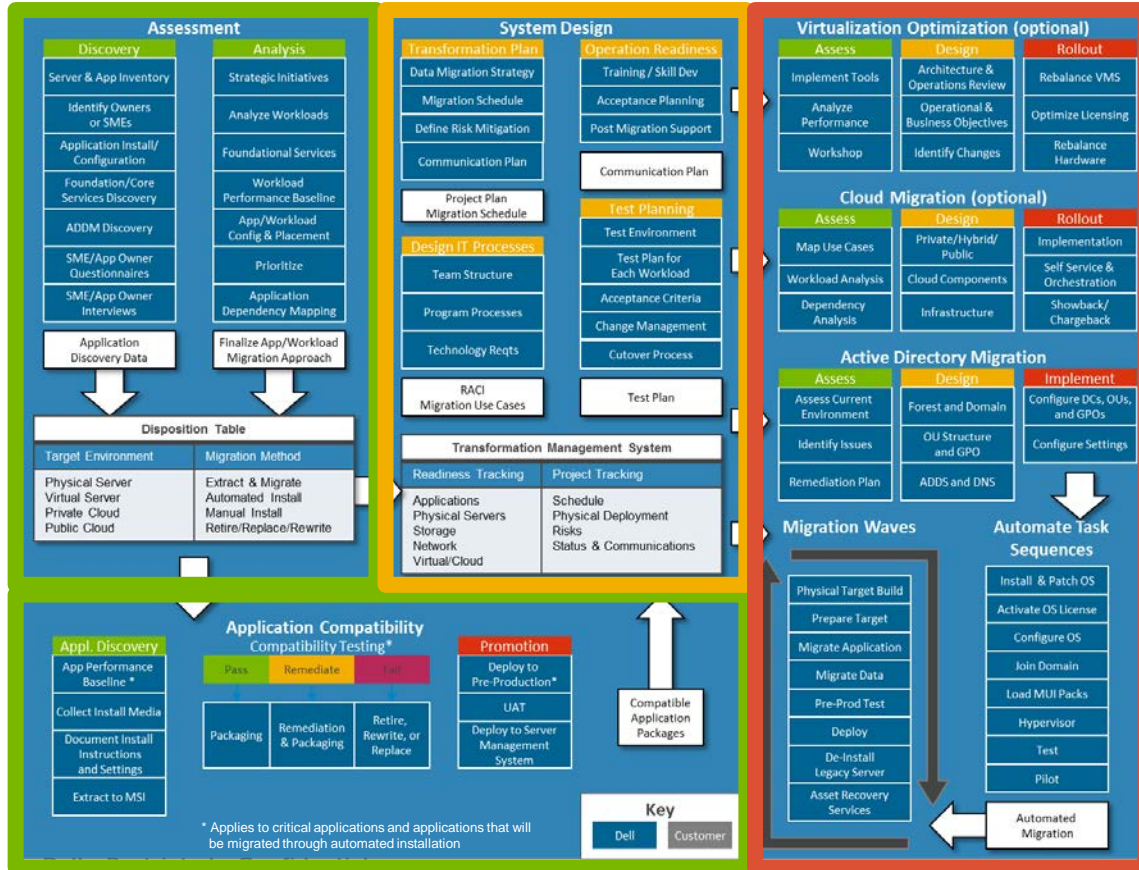 Assessment
Discovery
Server & App Inventory
Identify Owners
or SMEs
Application Install/
Configuration
Foundation/Core
Services Discovery
ADDM Discovery
SME/App Owner
Questionnaires
SME/App Owner
Interviews
Application
Discovery Data
Analysis
Strategic Initiatives
Analyze Workloads
Foundational Services
Workload
Performance Baseline
App/Workload
Config & Placement
Prioritize
Application
Dependency Mapping
Finalize App/Workload
Migration Approach
Disposition Table
Target Environment
Physical Server
Virtual Server
Private Cloud
Public Cloud
Migration Method
Extract & Migrate
Automated Install
Manual Install
Retire/Replace/Rewrite
System Design
Transformation Plan
Data Migration Strategy
Migration Schedule
Define Risk Mitigation
Communication Plan
Project Plan
Migration Schedule
Design IT Processes
Team Structure
Program Processes
Technology Reqts
RACI
Migration Use Cases
Operation Readiness
Training / Skill Dev
Acceptance Planning
Post Migration Support
Communication Plan
Test Planning
Test Environment
Test Plan for
Each Workload
Acceptance Criteria
Change Management
Cutover Process
Test Plan
Transformation Management System
Readiness Tracking
Applications
Physical Servers
Storage
Network
Virtual/Cloud
Project Tracking
Schedule
Physical Deployment
Risks
Status & Communications
Virtualization Optimization (optional)
Assess
Implement Tools
Analyze
Performance
Workshop
Design
Architecture &
Operations Review
Operational &
Business Objectives
Identify Changes
Rollout
Rebalance VMS
Optimize Licensing
Rebalance
Hardware
Cloud Migration (optional)
Assess
Map Use Cases
Workload Analysis
Dependency
Analysis
Design
Private/Hybrid/
Public
Cloud Components
Infrastructure
Rollout
Implementation
Self Service &
Orchestration
Showback/
Chargeback
Active Directory Migration
Assess
Assess Current
Environment
Identify Issues
Remediation Plan
Design
Forest and Domain
OU Structure
and GPO
ADDS and DNS
Implement
Configure DCs, OUs,
and GPOs
Configure Settings
Migration Waves
Physical Target Build
Prepare Target
Migrate Application
Migrate Data
Pre-Prod Test
Deploy
De-Install
Legacy Server
Asset Recovery
Services
Automate Task
Sequences
Install & Patch OS
Activate OS License
Configure OS
Join Domain
Load MUI Packs
Hypervisor
Test
Pilot
Automated
Migration
Application Compatibility
Appl. Discovery
App Performance
Baseline *
Collect Install Media
Document Install
Instructions
and Settings
Extract to MSI
Compatibility Testing*
Pass
Remediate
Fail
Packaging
Remediation
& Packaging
Retire,
Rewrite, or
Replace
Promotion
Deploy to
Pre-Production*
UAT
Deploy to Server
Management
System
Compatible
Application
Packages
* Applies to critical applications and applications that will
be migrated through automated installation
Key
Dell
Customer